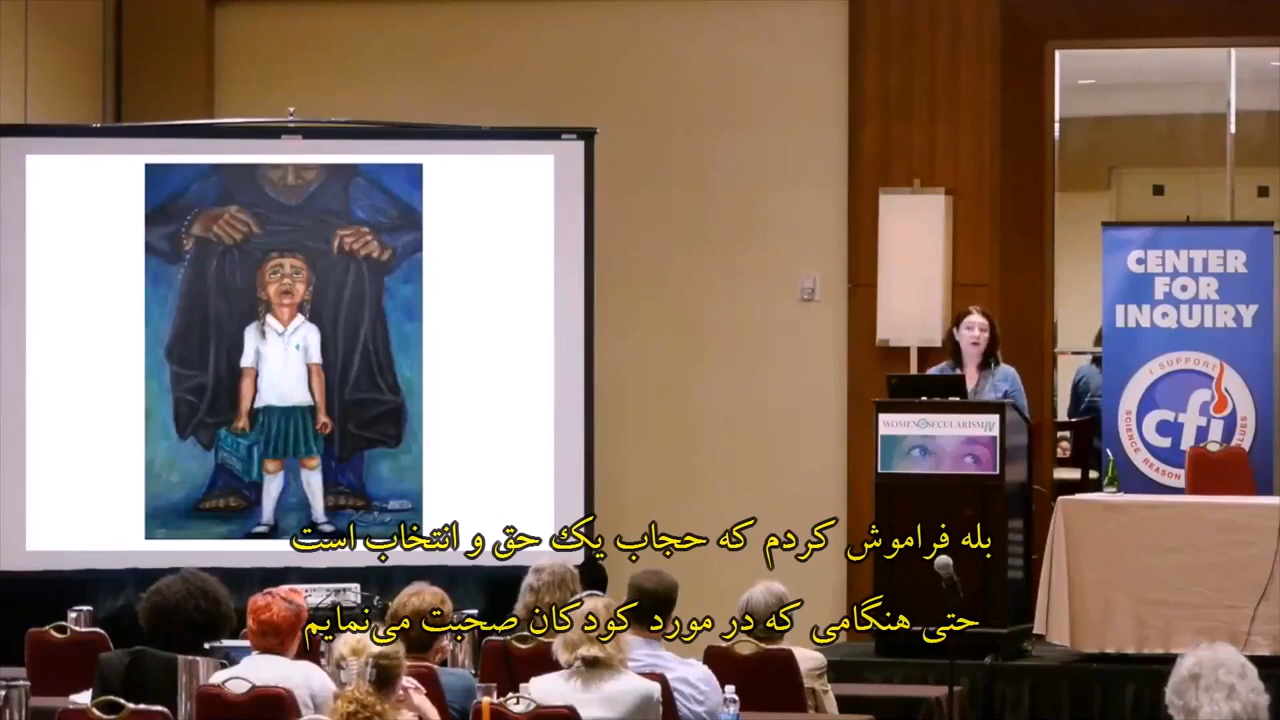 CENTER
FOR
INQUIRY
I SUPPORT
cfi
SCIENCE REASON
WOMEN SECULARISM IV
بله فراموش کردم که حجاب یک حق و انتخاب است
حتی هنگامی که در مورد کودکان صحبت می‌نمایم